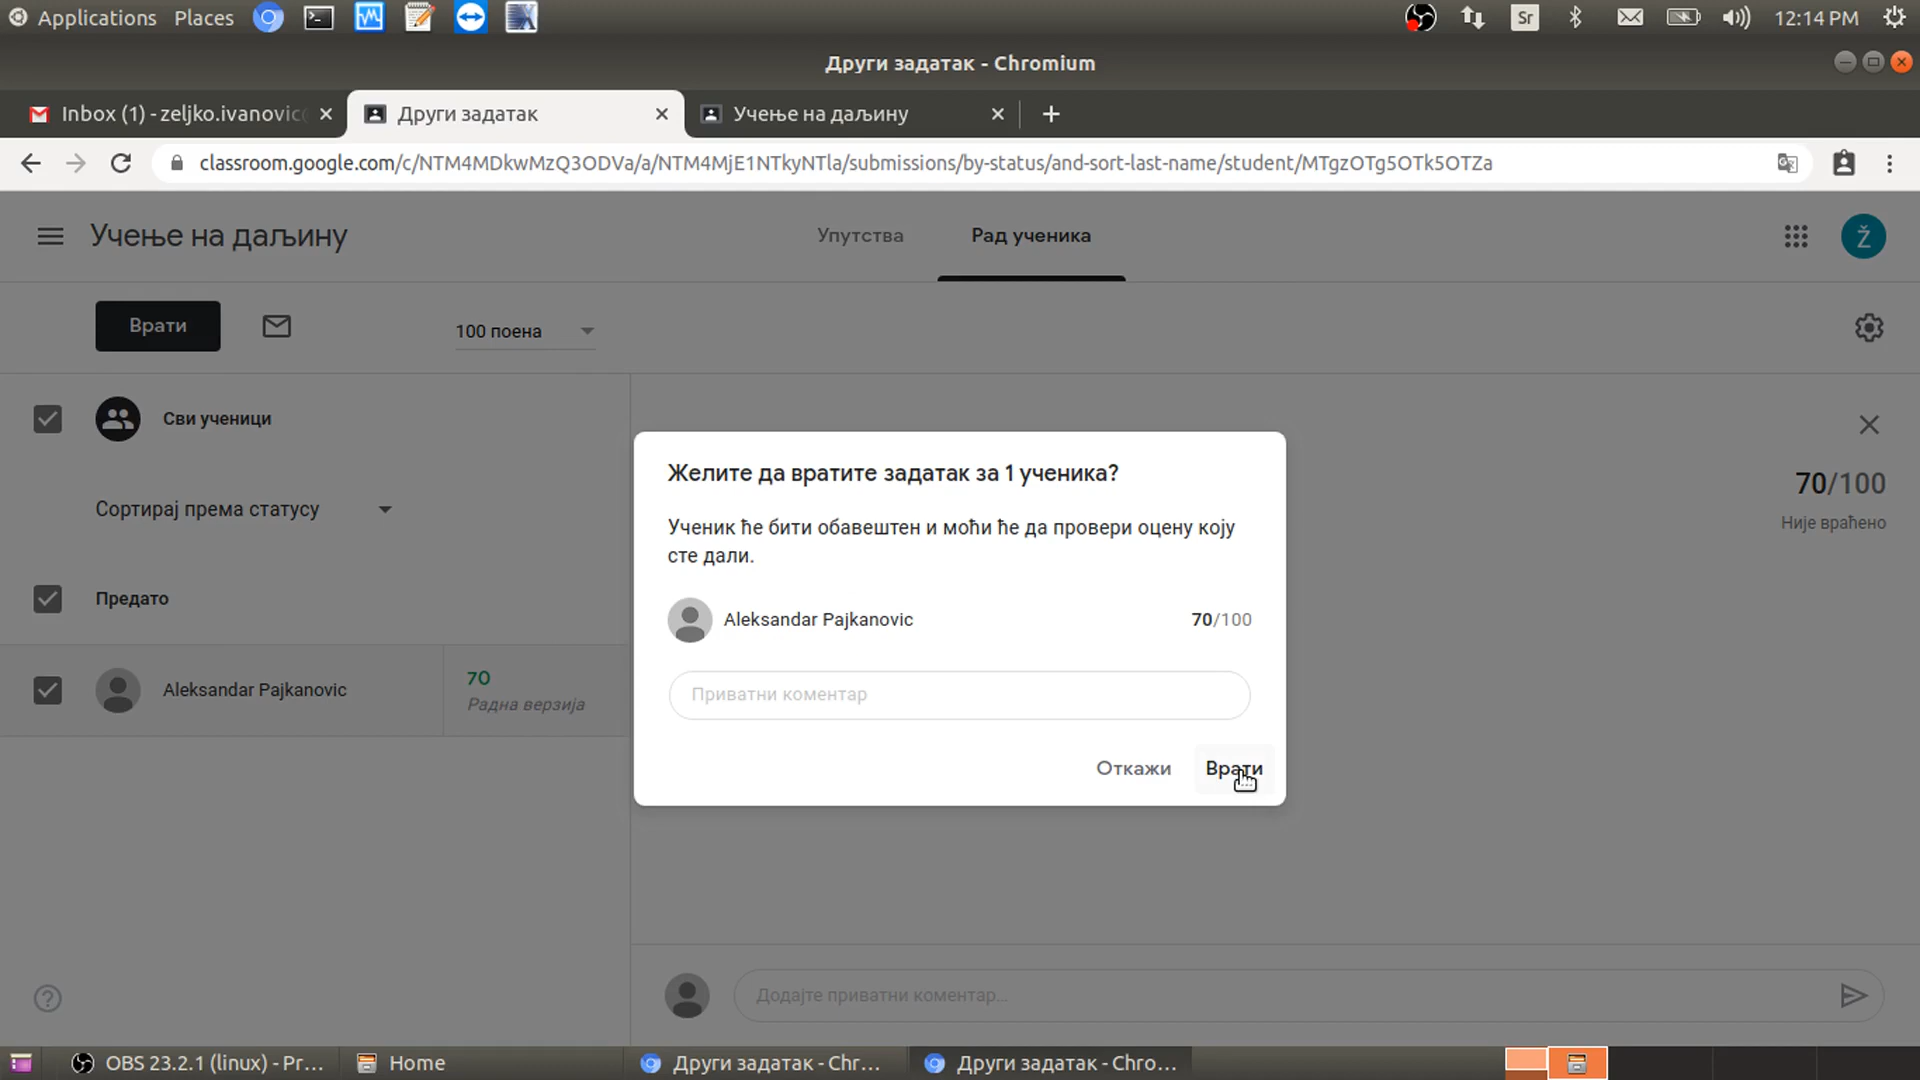 Applications Places
Sr
12:14 PM
Други задатак - Chromium
Inbox (1) - zeljko.ivanovic
Други задатак
Учење на даљину
classroom.google.com/c/NTM4MDkwMzQ3ODVa/a/NTM4MjE1NTkyNTla/submissions/by-status/and-sort-last-name/student/MTgzOTg5OTk5OTZa
Учење на даљину
Упутства
Рад ученика
Ž
Врати
100 поена
Сви ученици
Сортирај према статусу
Предато
Aleksandar Pajkanovic
70
Радна верзија
70/100
Није враћено
Желите да вратите задатак за 1 ученика?
Ученик ће бити обавештен и моћи ће да провери оцену коју
сте дали.
Aleksandar Pajkanovic
70/100
Приватни коментар
Откажи
Врати
Додајте приватни коментар...
OBS 23.2.1 (linux) - Pr...
Home
Други задатак - Chr...
Други задатак - Chro...